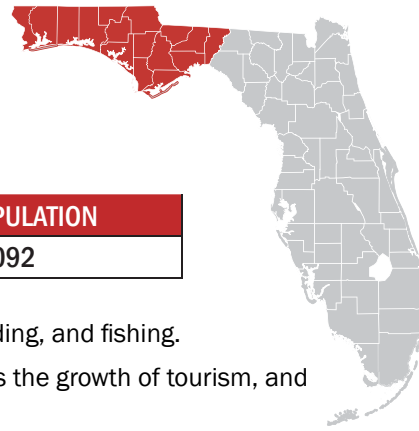 PULATION
092
ding, and fishing.
s the growth of tourism, and